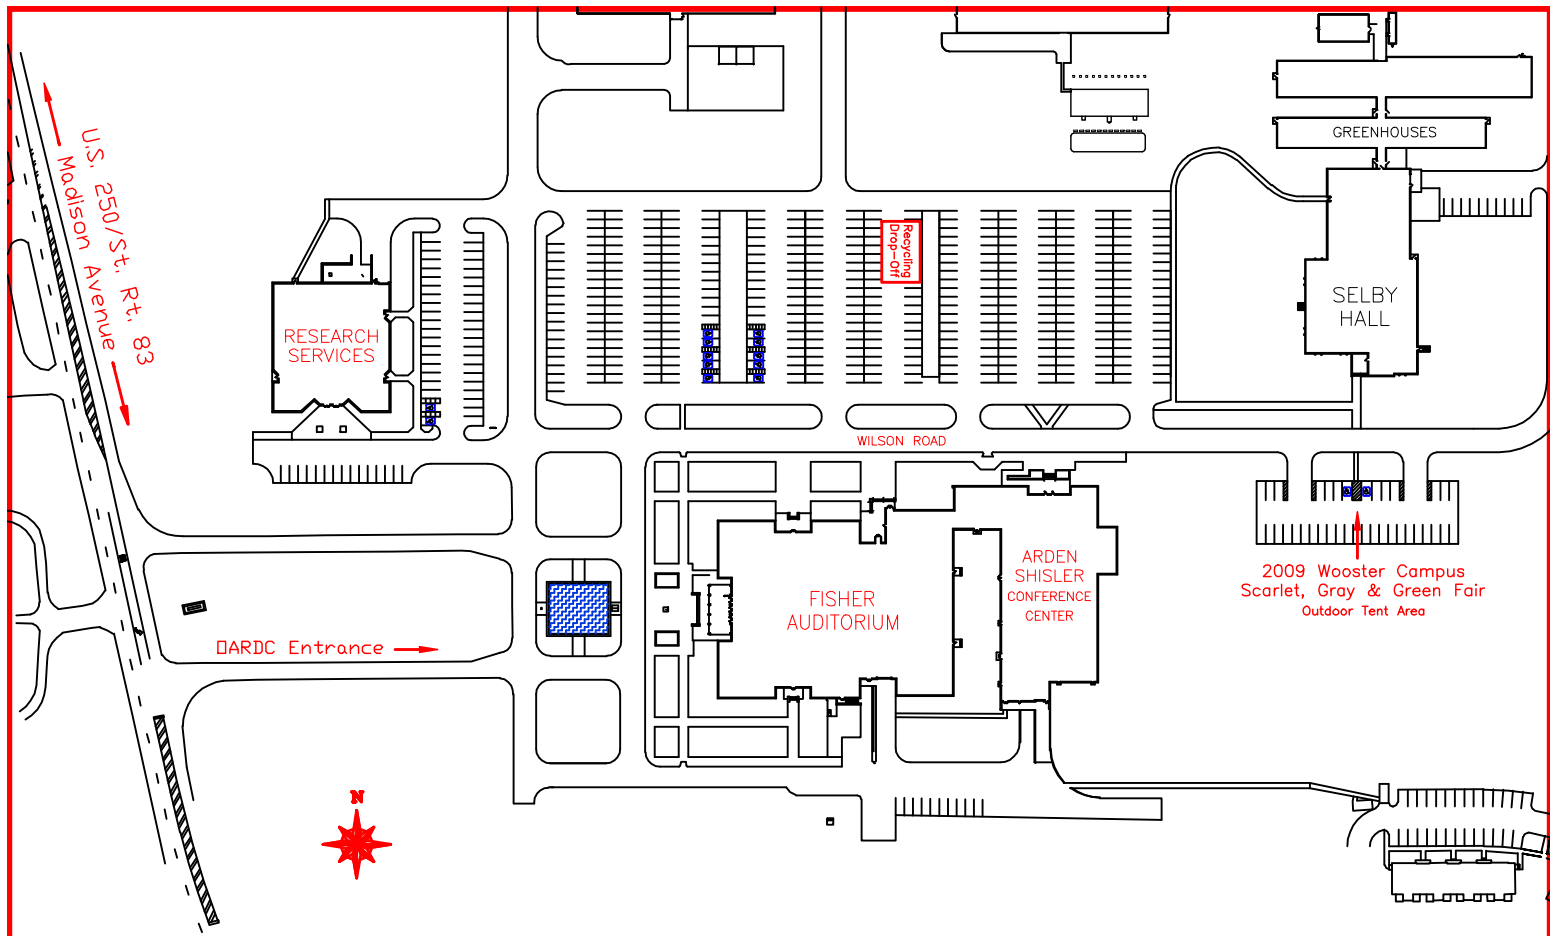 U.S. 250/St. Rt. 83
Madison Avenue
GREENHOUSES
Recycling
Drop-Off
SELBY
HALL
RESEARCH
SERVICES
WILSON ROAD
ARDEN
SHISLER
CONFERENCE
CENTER
FISHER
AUDITORIUM
2009 Wooster Campus
Scarlet, Gray & Green Fair
Outdoor Tent Area
OARDC Entrance
N